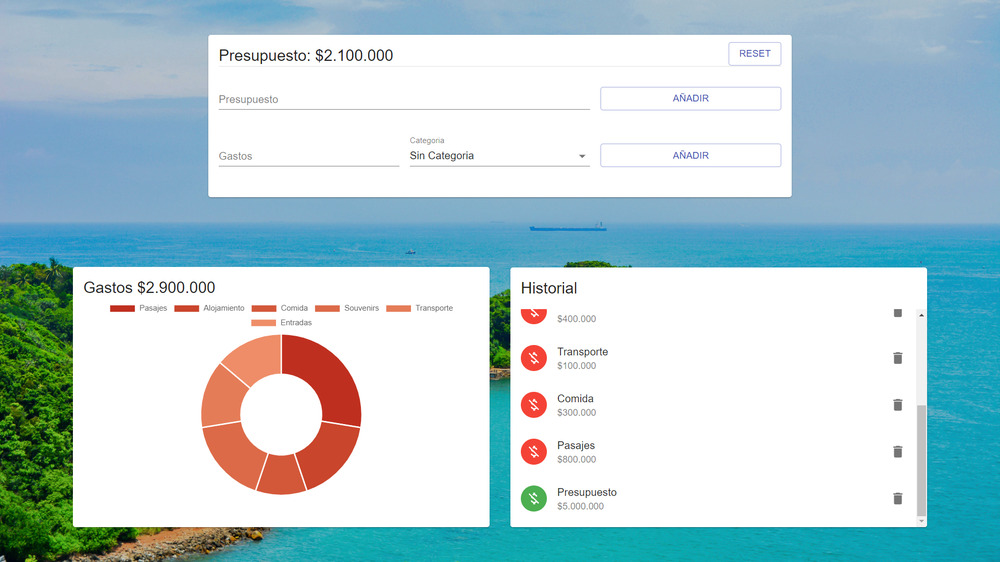 Presupuesto: $2.100.000
RESET
Presupuesto
AÑADIR
Categoria
Gastos
Sin Categoria
AÑADIR
Gastos $2.900.000
Pasajes Alojamiento Comida Souvenirs Transporte
Entradas
Historial
$400.000
Transporte
$100.000
Comida
$300.000
Pasajes
$800.000
Presupuesto
$5.000.000